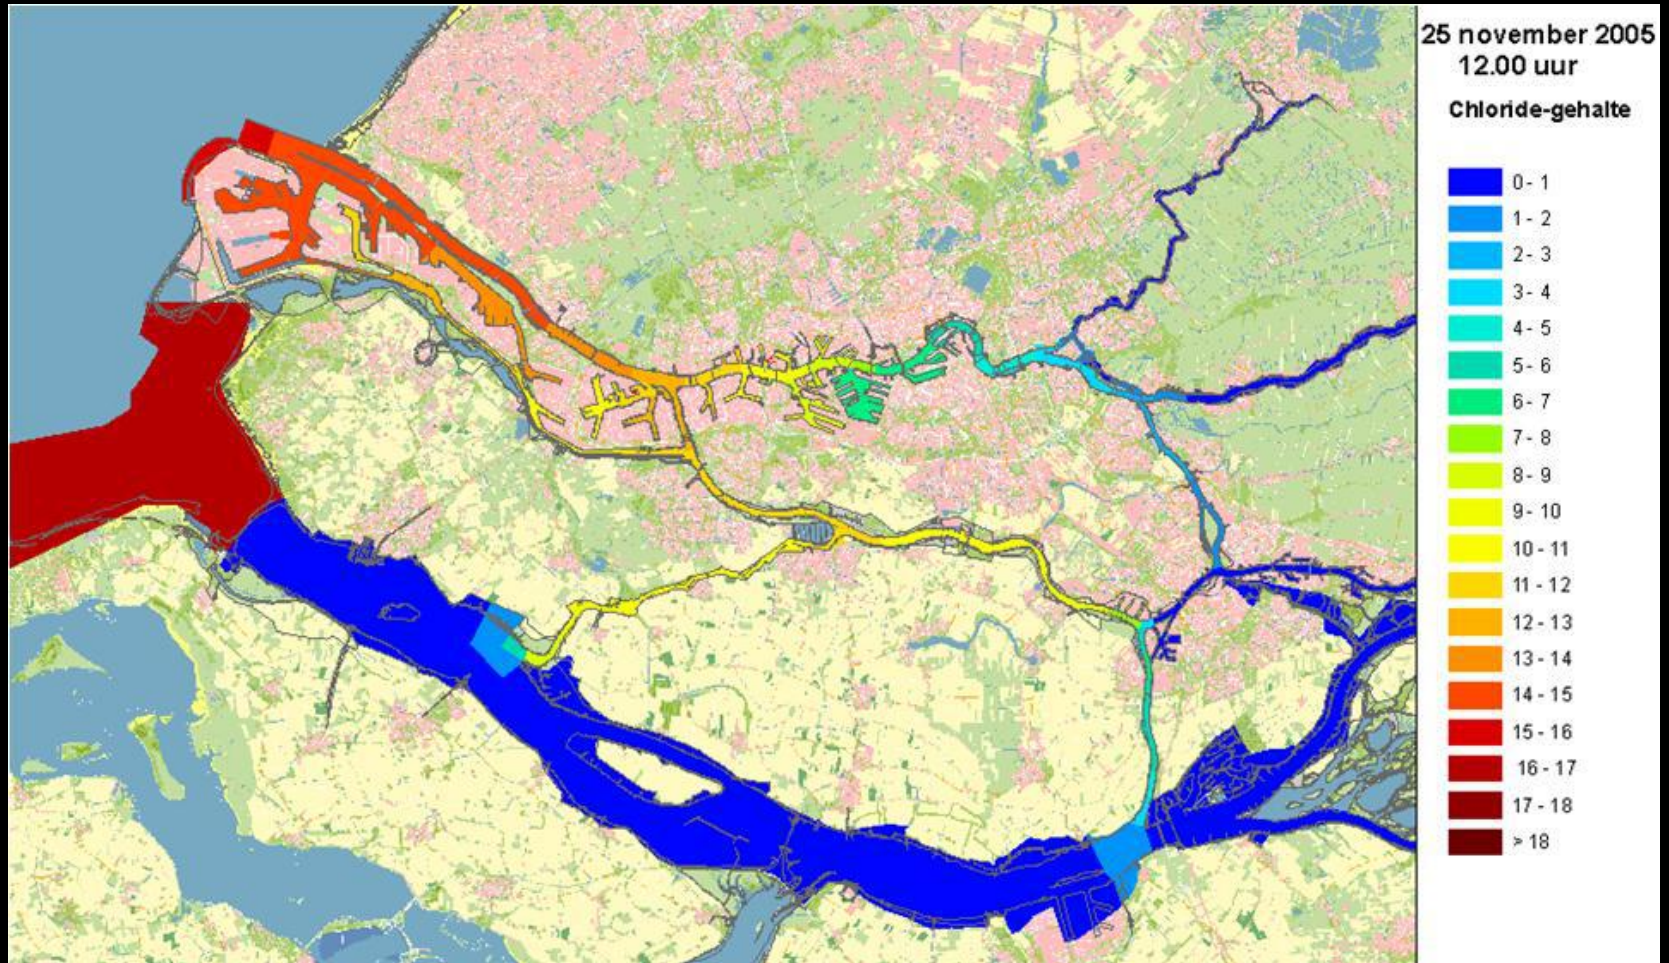 25 november 2005
12.00 uur
Chloride-gehalte
0 - 1
1 - 2
2 - 3
3 - 4
4 - 5
5 - 6
6 - 7
7 - 8
8 - 9
9 - 10
10 - 11
11 - 12
12 - 13
13 - 14
14 - 15
15 - 16
16 - 17
17 - 18
> 18